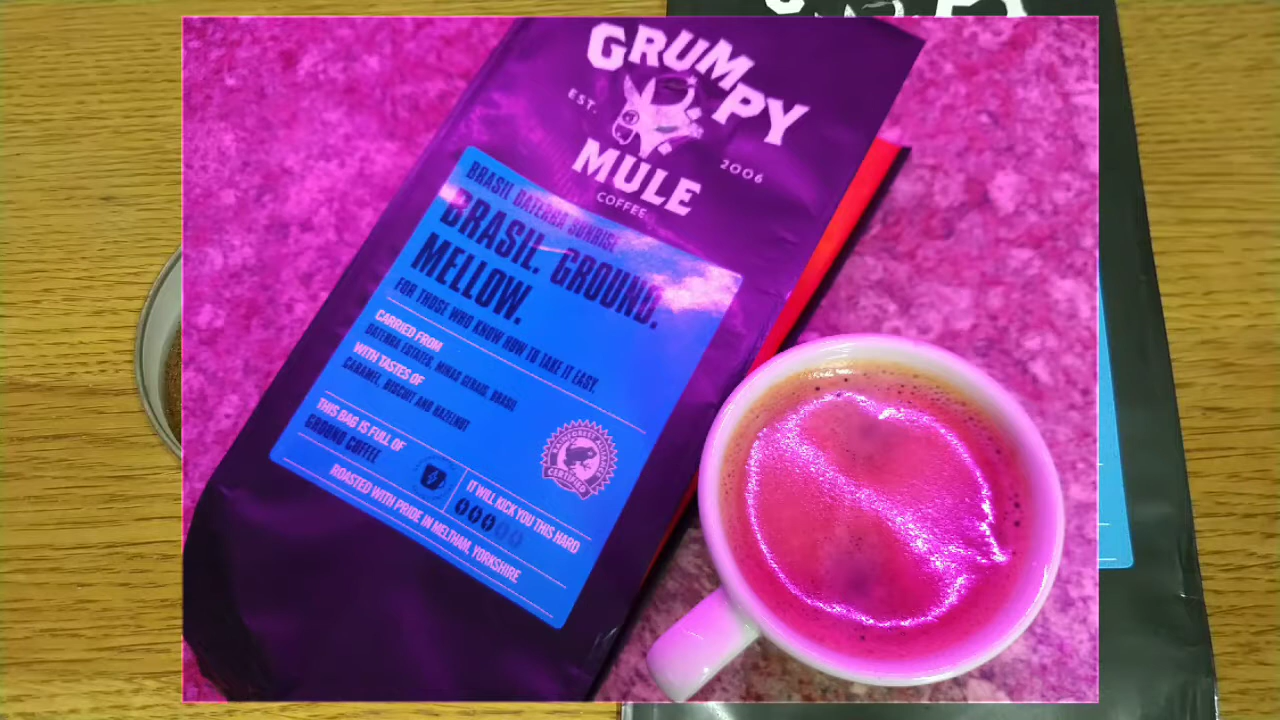 GRUMPY
EST.
2006
MULE
COFFEE
BRASIL DATERRA SUNRISE
BRASIL. GROUND.
MELLOW.
FOR THOSE WHO KNOW HOW TO TAKE IT EASY.
CARRIED FROM
DATERRA ESTATES, MINAS GERAIS, BRASIL
WITH TASTES OF
CARAMEL, BISCUIT AND HAZELNUT
THIS BAG IS FULL OF
GROUND COFFEE
RAINFOREST ALLIANCE
CERTIFIED
IT WILL KICK YOU THIS HARD
ROASTED WITH PRIDE IN MELTHAM, YORKSHIRE